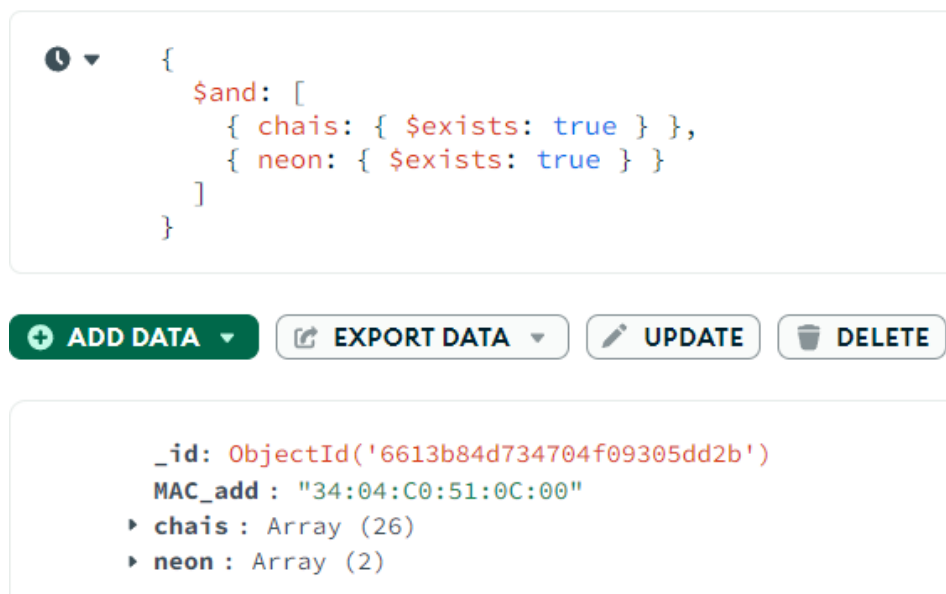 {
$and: [
{ chais: { $exists: true } },
{ neon: { $exists: true } }
]
}
ADD DATA EXPORT DATA UPDATE DELETE
_id: ObjectId('6613b84d734704f09305dd2b')
MAC_add : "34:04:C0:51:0C:00"
chais : Array (26)
neon : Array (2)